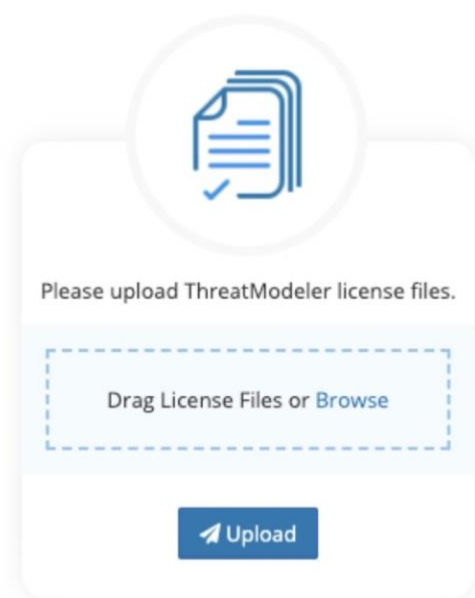 Please upload ThreatModeler license files.
Drag License Files or Browse
Upload